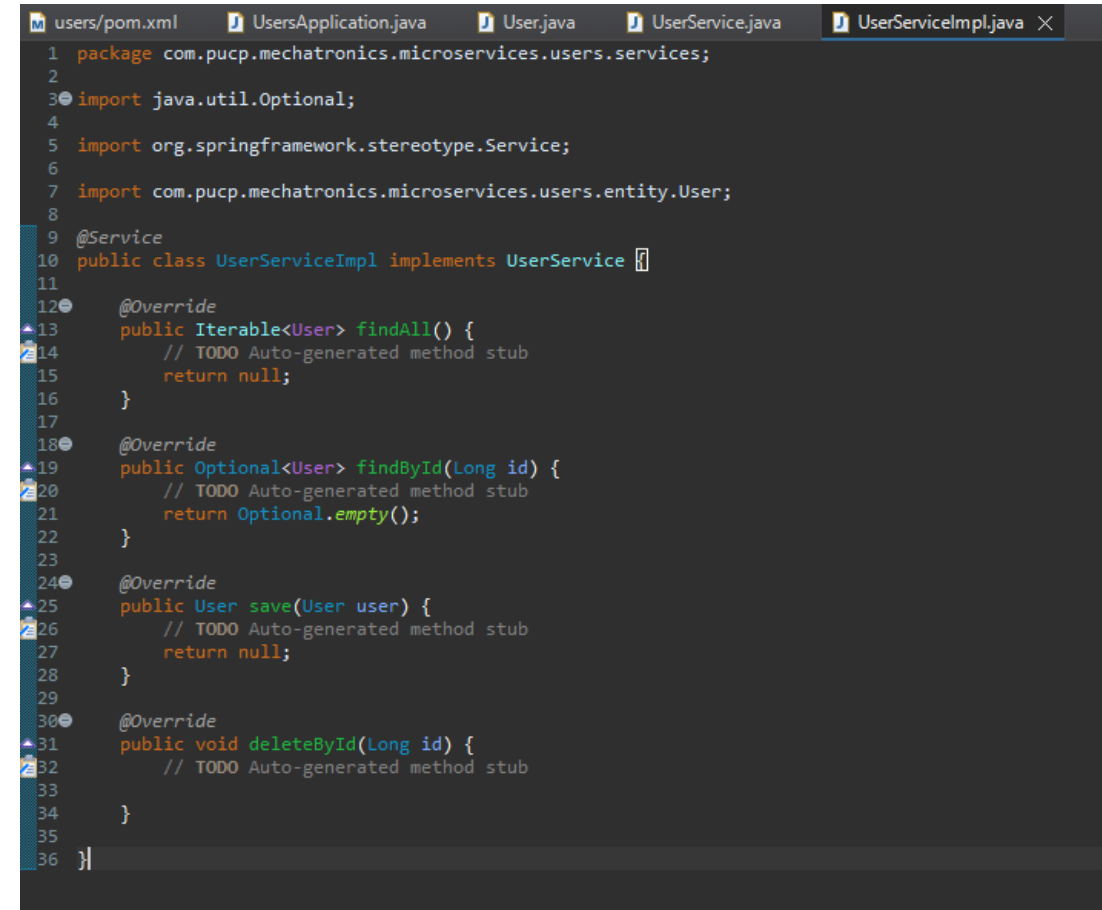 users/pom.xml UsersApplication.java User.java UserService.java UserServiceImpl.java
1 package com.pucp.mechatronics.microservices.users.services;
2
3 import java.util.Optional;
4
5 import org.springframework.stereotype.Service;
6
7 import com.pucp.mechatronics.microservices.users.entity.User;
8
9 @Service
10 public class UserServiceImpl implements UserService {
11
12 @Override
13 public Iterable<User> findAll() {
14 // TODO Auto-generated method stub
15 return null;
16 }
17
18 @Override
19 public Optional<User> findById(Long id) {
20 // TODO Auto-generated method stub
21 return Optional.empty();
22 }
23
24 @Override
25 public User save(User user) {
26 // TODO Auto-generated method stub
27 return null;
28 }
29
30 @Override
31 public void deleteById(Long id) {
32 // TODO Auto-generated method stub
33
34 }
35
36 }